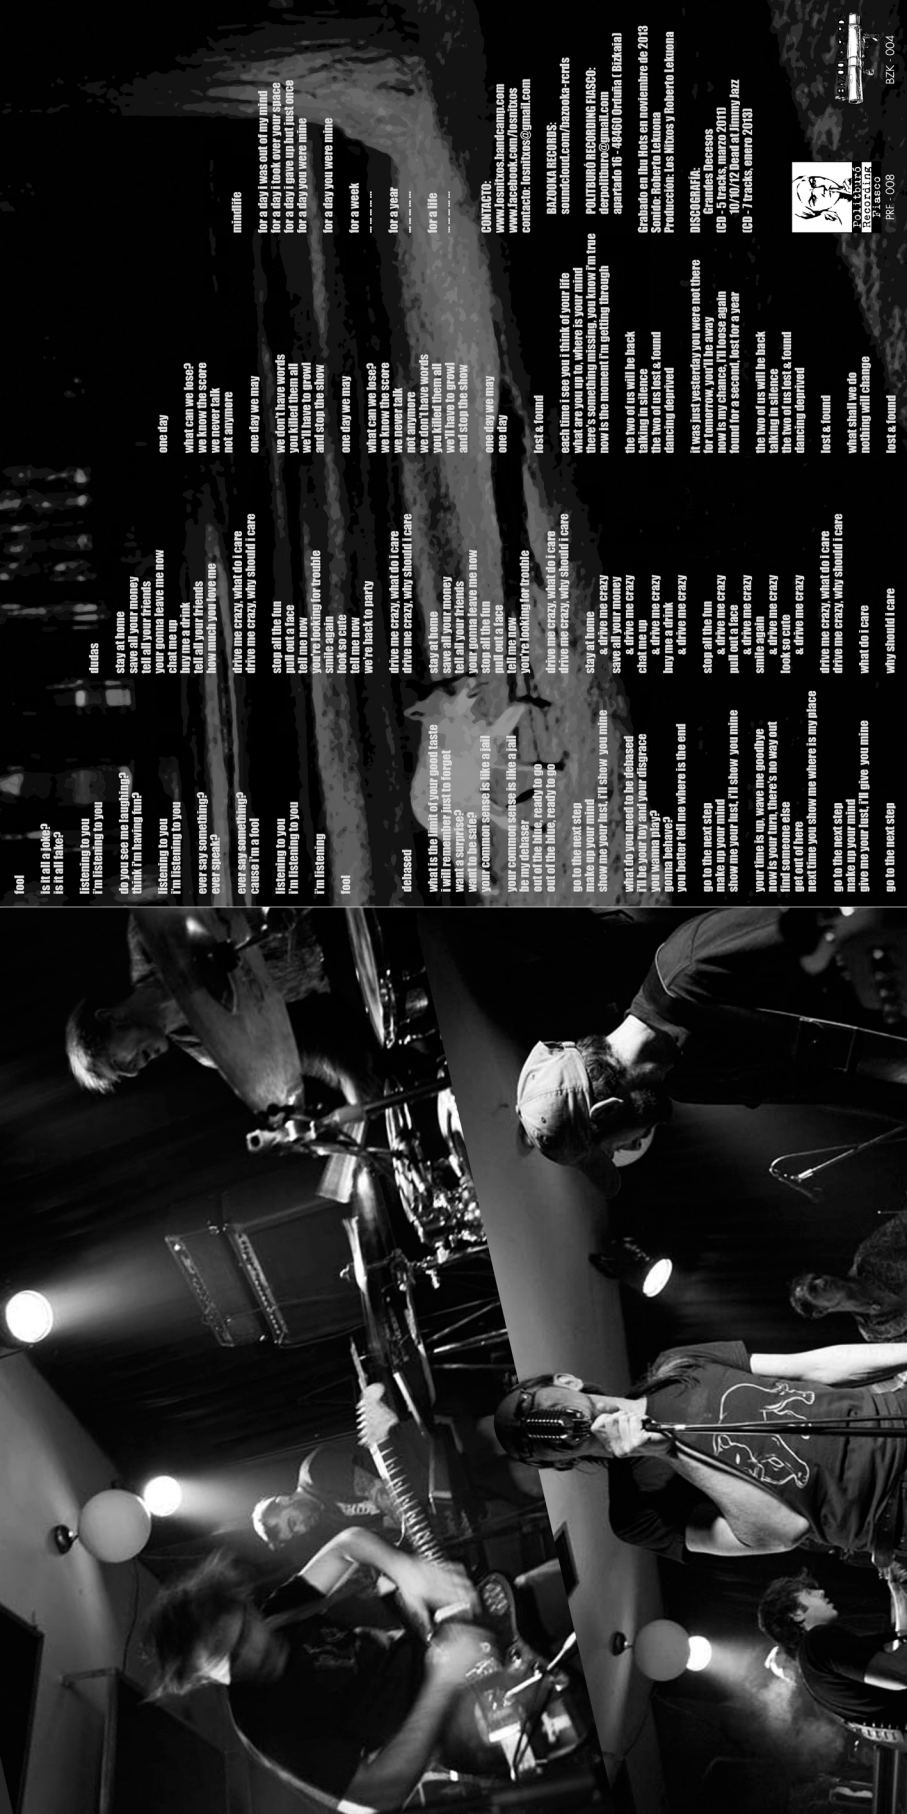 fool
is it all a joke?
is it all fake?
listening to you
i'm listening to you
do you see me laughing?
think i'm having fun?
listening to you
i'm listening to you
ever say something?
ever speak?
ever say something?
cause i'm a fool
listening to you
i'm listening to you
i'm listening
fool
debased
what is the limit of your good taste
i will remember just to forget
want a surprise?
want to be safe?
your common sense is like a jail
your common sense is like a jail
be my debaser
out of the blue, ready to go
out of the blue, ready to go
go to the next step
make up your mind
show me your lust, i'll show you mine
what do you need to be debased
i'll be your toy and your disgrace
you wanna play?
gonna behave?
you better tell me where is the end
go to the next step
make up your mind
show me your lust, i'll show you mine
your time is up, wave me goodbye
now is your turn, there's no way out
find someone else
get out of here
next time you show me where is my place
go to the next step
make up your mind
give me your lust, i'll give you mine
go to the next step
dudas
stay at home
save all your money
tell all your friends
your gonna leave me now
chat me up
buy me a drink
tell all your friends
how much you love me
drive me crazy, what do i care
drive me crazy, why should i care
stop all the fun
pull out a face
tell me now
you're looking for trouble
smile again
look so cute
tell me now
we're back to party
drive me crazy, what do i care
drive me crazy, why should i care
stay at home
save all your money
tell all your friends
your gonna leave me now
stop all the fun
pull out a face
tell me now
you're looking for trouble
drive me crazy, what do i care
drive me crazy, why should i care
stay at home
& drive me crazy
save all your money
& drive me crazy
chat me up
& drive me crazy
buy me a drink
& drive me crazy
stop all the fun
& drive me crazy
pull out a face
& drive me crazy
smile again
& drive me crazy
look so cute
& drive me crazy
drive me crazy, what do i care
drive me crazy, why should i care
what do i care
why should i care
one day
what can we lose?
we know the score
we never talk
not anymore
one day we may
we don't have words
you killed them all
we'll have to growl
and stop the show
one day we may
what can we lose?
we know the score
we never talk
not anymore
we don't have words
you killed them all
we'll have to growl
and stop the show
one day we may
one day
lost & found
each time i see you i think of your life
what are you up to, where is your mind
there's something missing, you know i'm true
now is the moment i'm getting through
the two of us will be back
talking in silence
the two of us lost & found
dancing deprived
it was just yesterday you were not there
for tomorrow, you'll be away
now is my chance, i'll loose again
found for a second, lost for a year
the two of us will be back
talking in silence
the two of us lost & found
dancing deprived
lost & found
what shall we do
nothing will change
lost & found
mindlife
for a day i was out of my mind
for a day i took over your space
for a day i gave up but just once
for a day you were mine
for a day you were mine
for a week
... ... ... ...
for a year
... ... ... ...
for a life
... ... ... ...
CONTACTO:
www.losnitxos.bandcamp.com
www.facebook.com/losnitxos
contacto: losnitxos@gmail.com
BAZOOKA RECORDS:
soundcloud.com/bazooka-rcrds
POLITBURÓ RECORDING FIASCO:
derpolitburo@gmail.com
apartado 16 - 48460 Orduñia ( Bizkaia)
Grabado en Hun Hots en noviembre de 2013
Sonido: Roberto Lekuona
Producción: Los Nitxos y Roberto Lekuona
DISCOGRAFÍA:
Grandes Decesos
(CD - 5 tracks, marzo 2011)
10/10/12 Dead at Jimmy Jazz
(CD - 7 tracks, enero 2013)
Politburó
Recording
Fiasco
PRF - 008
BZK - 004